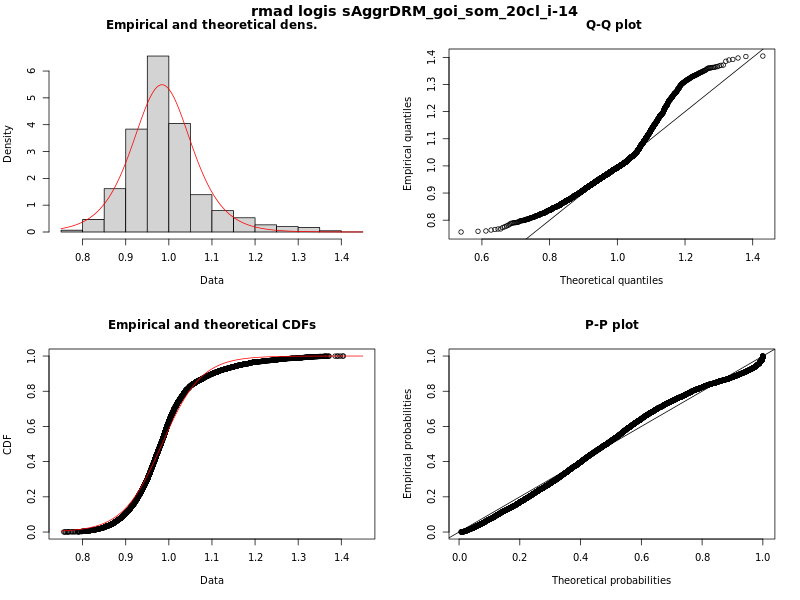 rmad logis sAggrDRM_goi_som_20cl_i-14
Empirical and theoretical dens.
Density
0 1 2 3 4 5 6
0.8 0.9 1.0 1.1 1.2 1.3 1.4
Data
Q-Q plot
Empirical quantiles
0.8 0.9 1.0 1.1 1.2 1.3 1.4
0.6 0.8 1.0 1.2 1.4
Theoretical quantiles
Empirical and theoretical CDFs
CDF
0.0 0.2 0.4 0.6 0.8 1.0
0.8 0.9 1.0 1.1 1.2 1.3 1.4
Data
P-P plot
Empirical probabilities
0.0 0.2 0.4 0.6 0.8 1.0
0.0 0.2 0.4 0.6 0.8 1.0
Theoretical probabilities